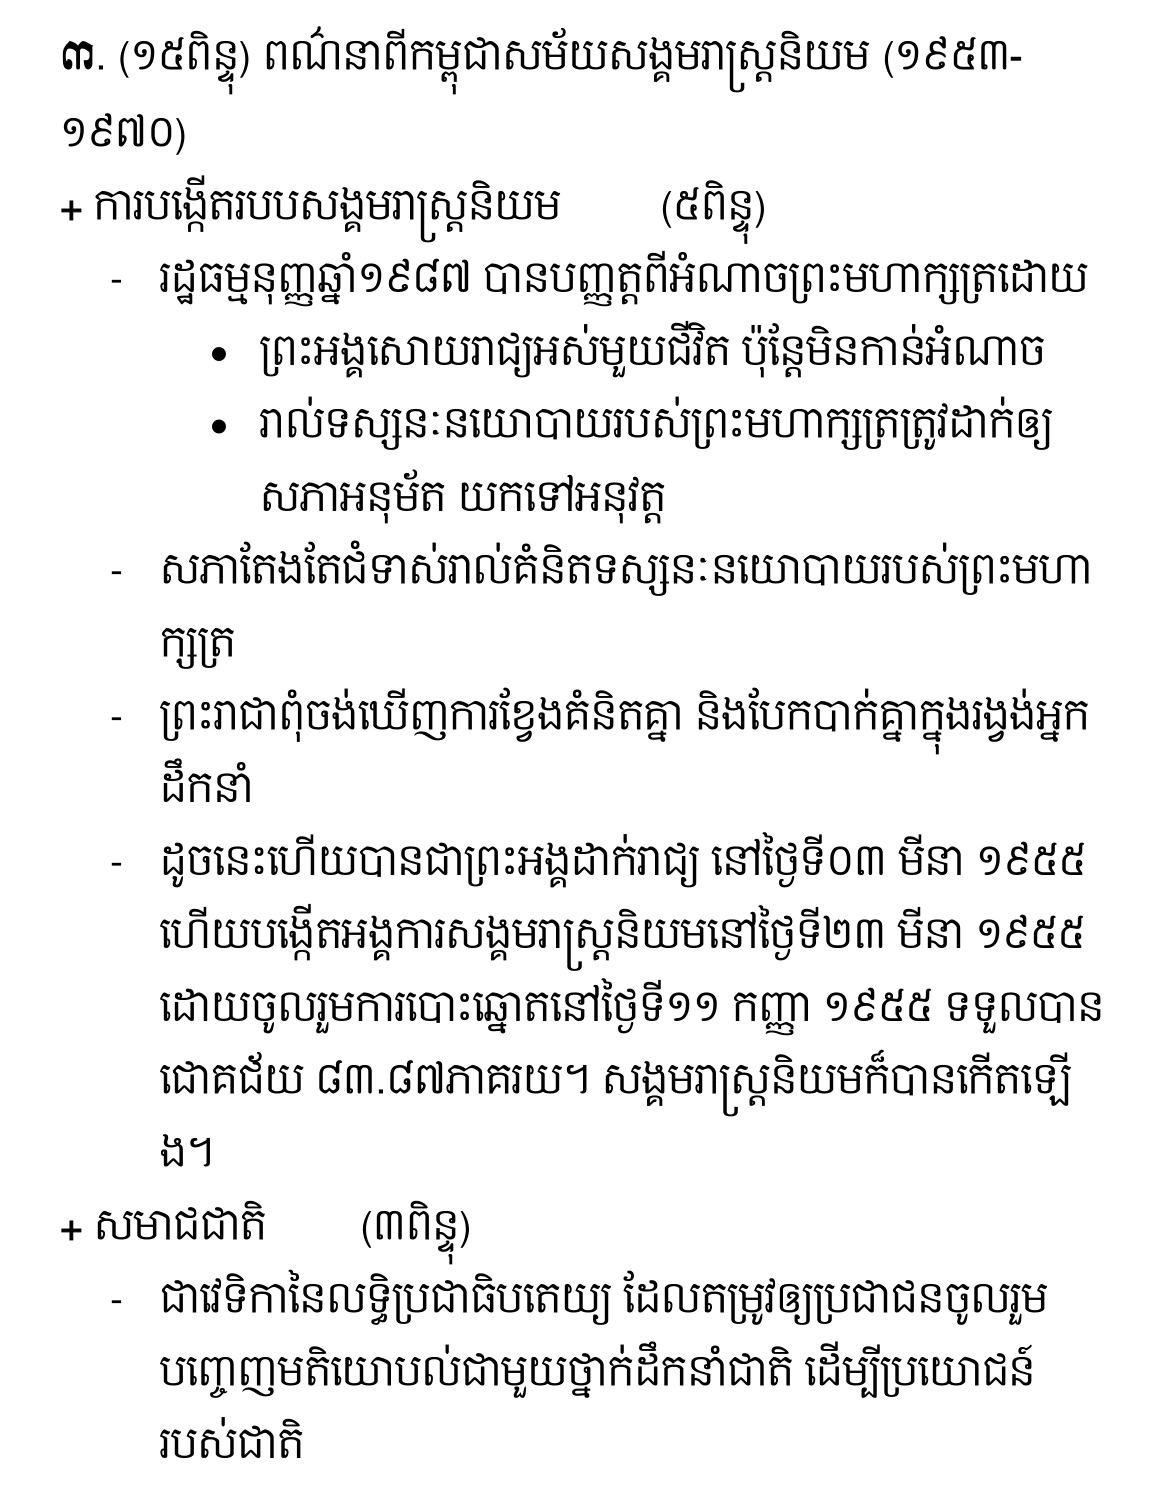 ៣. (១៥ពិន្ទុ) ពណ៌នាពីកម្ពុជាសម័យសង្គមរាស្ត្រនិយម (១៩៥៣-
១៩៧០)
+ ការបង្កើតរបបសង្គមរាស្ត្រនិយម (៥ពិន្ទុ)
- រដ្ឋធម្មនុញ្ញឆ្នាំ១៩៨៧ បានបញ្ញត្តពីអំណាចព្រះមហាក្សត្រដោយ
• ព្រះអង្គសោយរាជ្យអស់មួយជីវិត ប៉ុន្តែមិនកាន់អំណាច
• រាល់ទស្សនៈនយោបាយរបស់ព្រះមហាក្សត្រត្រូវដាក់ឲ្យ
សភាអនុម័ត យកទៅអនុវត្ត
- សភាតែងតែជំទាស់រាល់គំនិតទស្សនៈនយោបាយរបស់ព្រះមហា
ក្សត្រ
- ព្រះរាជាពុំចង់ឃើញការខ្វែងគំនិតគ្នា និងបែកបាក់គ្នាក្នុងរង្វង់អ្នក
ដឹកនាំ
- ដូចនេះហើយបានជាព្រះអង្គដាក់រាជ្យ នៅថ្ងៃទី០៣ មីនា ១៩៥៥
ហើយបង្កើតអង្គការសង្គមរាស្ត្រនិយមនៅថ្ងៃទី២៣ មីនា ១៩៥៥
ដោយចូលរួមការបោះឆ្នោតនៅថ្ងៃទី១១ កញ្ញា ១៩៥៥ ទទួលបាន
ជោគជ័យ ៨៣.៨៧ភាគរយ។ សង្គមរាស្ត្រនិយមក៏បានកើតឡើ
ង។
+ សមាជជាតិ (៣ពិន្ទុ)
- ជាវេទិកានៃលទ្ធិប្រជាធិបតេយ្យ ដែលតម្រូវឲ្យប្រជាជនចូលរួម
បញ្ចេញមតិយោបល់ជាមួយថ្នាក់ដឹកនាំជាតិ ដើម្បីប្រយោជន៍
របស់ជាតិ